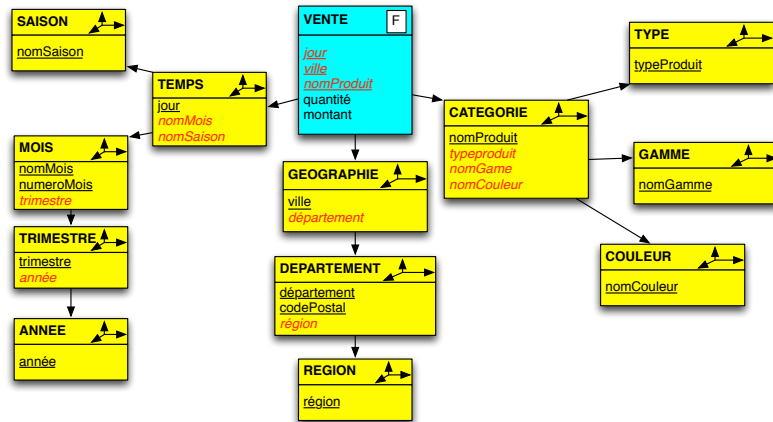 SAISON
nomSaison
VENTE
F
jour
ville
nomProduit
quantité
montant
TYPE
typeProduit
TEMPS
jour
nomMois
nomSaison
CATEGORIE
nomProduit
typeproduit
nomGame
nomCouleur
MOIS
nomMois
numeroMois
trimestre
GEOGRAPHIE
ville
département
GAMME
nomGamme
TRIMESTRE
trimestre
année
DEPARTEMENT
département
codePostal
région
COULEUR
nomCouleur
ANNEE
année
REGION
région